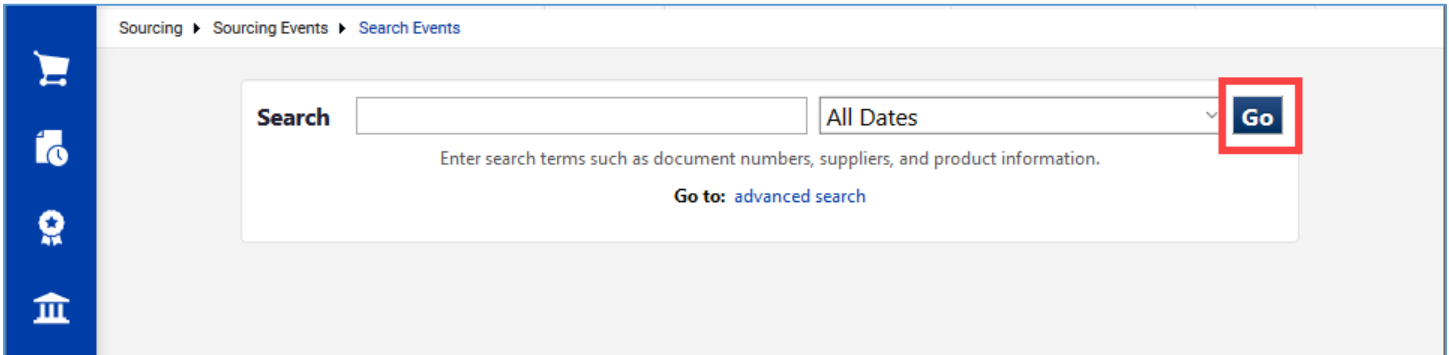 Sourcing Sourcing Events Search Events
Search All Dates Go
Enter search terms such as document numbers, suppliers, and product information.
Go to: advanced search